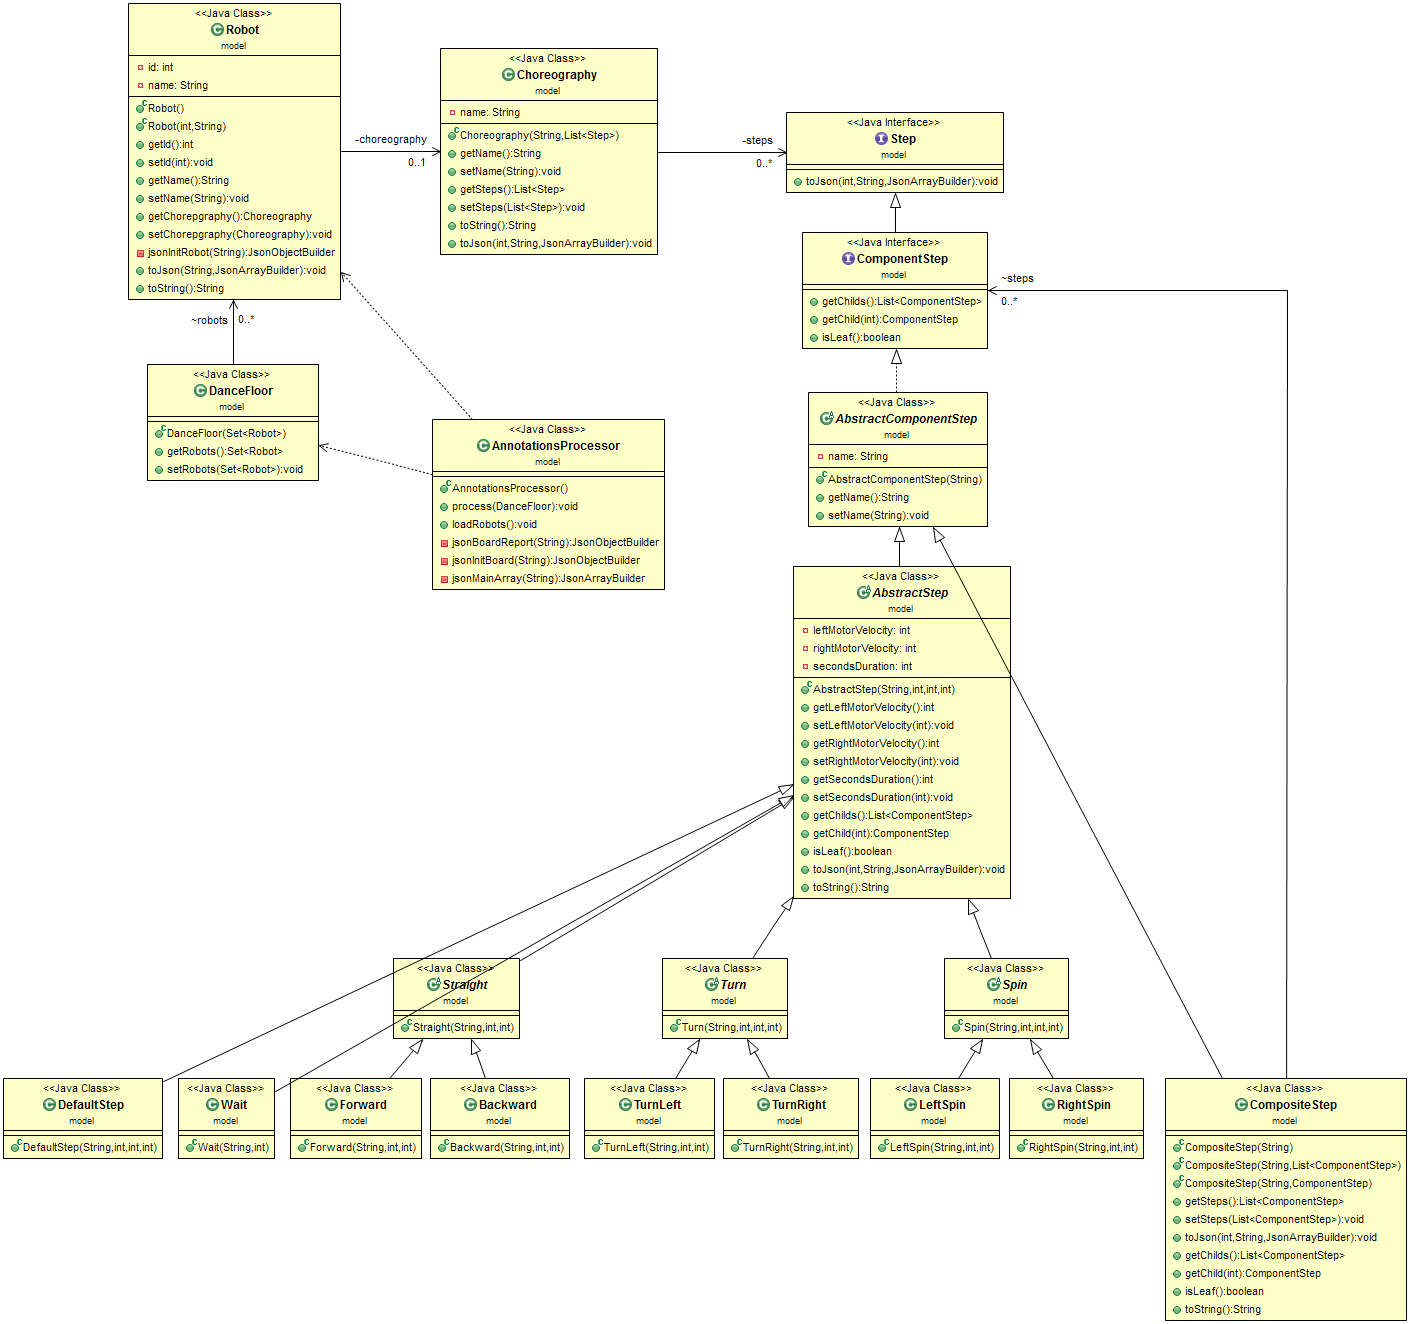 <<Java Class>>
Robot
model
id: int
name: String
Robot()
Robot(int,String)
getId():int
setId(int):void
getName():String
setName(String):void
getChorepgraphy():Choreography
setChorepgraphy(Choreography):void
jsonInitRobot(String):JsonObjectBuilder
toJson(String,JsonArrayBuilder):void
toString():String
-choreography
0..1
<<Java Class>>
Choreography
model
name: String
Choreography(String,List<Step>)
getName():String
setName(String):void
getSteps():List<Step>
setSteps(List<Step>):void
toString():String
toJson(int,String,JsonArrayBuilder):void
-steps
0..*
<<Java Interface>>
Step
model
toJson(int,String,JsonArrayBuilder):void
<<Java Interface>>
ComponentStep
model
getChilds():List<ComponentStep>
getChild(int):ComponentStep
isLeaf():boolean
~steps
0..*
~robots
0..*
<<Java Class>>
DanceFloor
model
DanceFloor(Set<Robot>)
getRobots():Set<Robot>
setRobots(Set<Robot>):void
<<Java Class>>
AnnotationsProcessor
model
AnnotationsProcessor()
process(DanceFloor):void
loadRobots():void
jsonBoardReport(String):JsonObjectBuilder
jsonInitBoard(String):JsonObjectBuilder
jsonMainArray(String):JsonArrayBuilder
<<Java Class>>
AbstractComponentStep
model
name: String
AbstractComponentStep(String)
getName():String
setName(String):void
<<Java Class>>
AbstractStep
model
leftMotorVelocity: int
rightMotorVelocity: int
secondsDuration: int
AbstractStep(String,int,int,int)
getLeftMotorVelocity():int
setLeftMotorVelocity(int):void
getRightMotorVelocity():int
setRightMotorVelocity(int):void
getSecondsDuration():int
setSecondsDuration(int):void
getChilds():List<ComponentStep>
getChild(int):ComponentStep
isLeaf():boolean
toJson(int,String,JsonArrayBuilder):void
toString():String
<<Java Class>>
Straight
model
Straight(String,int,int)
<<Java Class>>
Turn
model
Turn(String,int,int,int)
<<Java Class>>
Spin
model
Spin(String,int,int,int)
<<Java Class>>
DefaultStep
model
DefaultStep(String,int,int,int)
<<Java Class>>
Wait
model
Wait(String,int)
<<Java Class>>
Forward
model
Forward(String,int,int)
<<Java Class>>
Backward
model
Backward(String,int,int)
<<Java Class>>
TurnLeft
model
TurnLeft(String,int,int)
<<Java Class>>
TurnRight
model
TurnRight(String,int,int)
<<Java Class>>
LeftSpin
model
LeftSpin(String,int,int)
<<Java Class>>
RightSpin
model
RightSpin(String,int,int)
<<Java Class>>
CompositeStep
model
CompositeStep(String)
CompositeStep(String,List<ComponentStep>)
CompositeStep(String,ComponentStep)
getSteps():List<ComponentStep>
setSteps(List<ComponentStep>):void
toJson(int,String,JsonArrayBuilder):void
getChilds():List<ComponentStep>
getChild(int):ComponentStep
isLeaf():boolean
toString():String